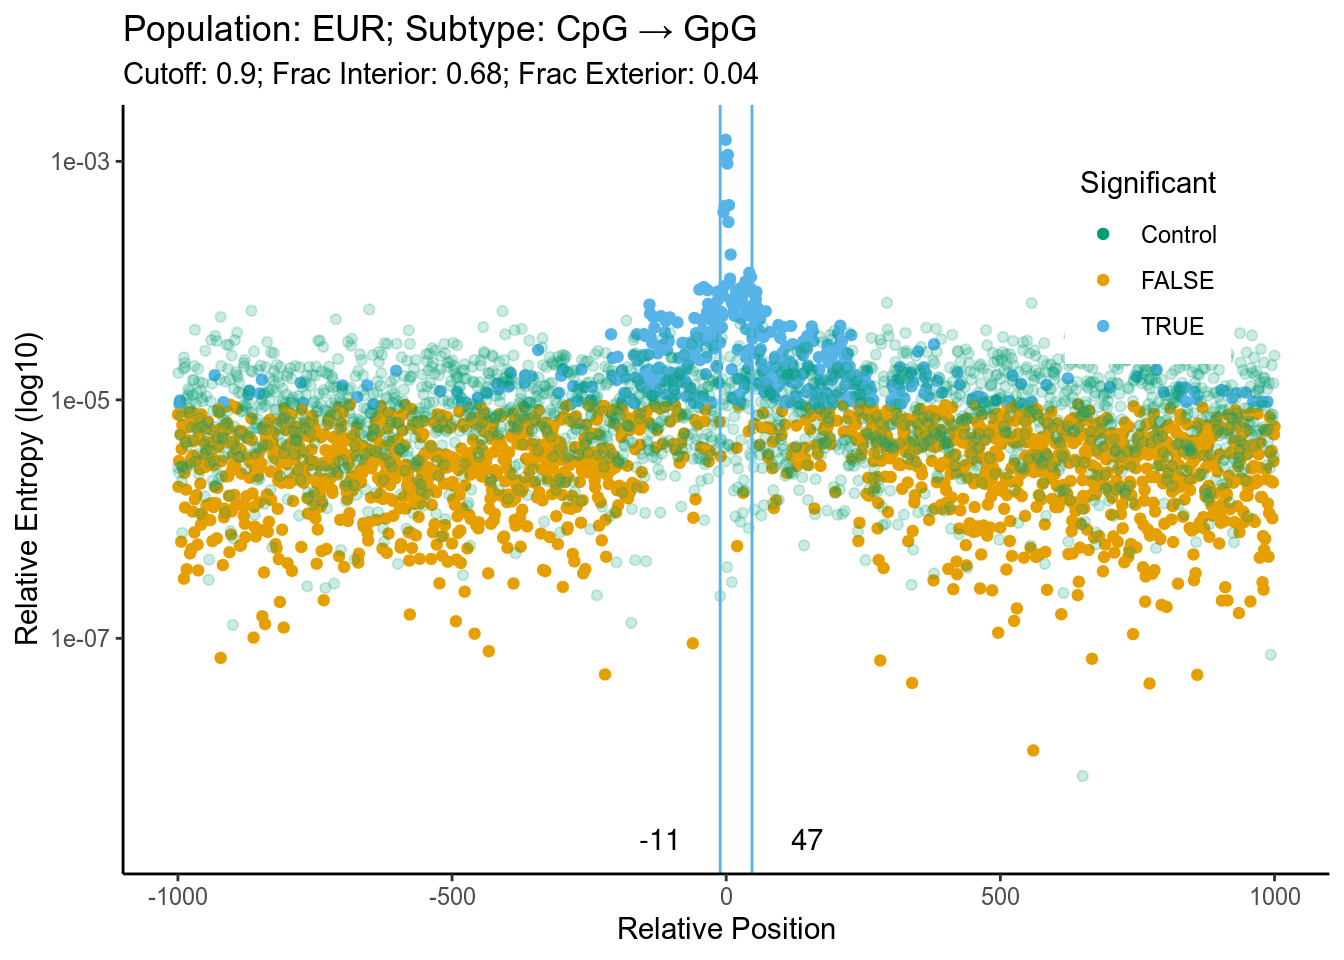 Population: EUR; Subtype: CpG → GpG
Cutoff: 0.9; Frac Interior: 0.68; Frac Exterior: 0.04
Relative Entropy (log10)
1e-03
1e-05
1e-07
Significant
Control
FALSE
TRUE
-11
47
-1000
-500
0
500
1000
Relative Position